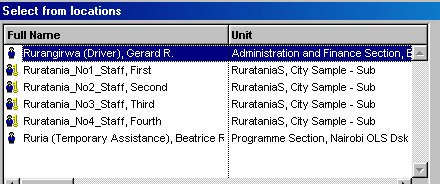 Select from locations
Full Name Unit
Rurangirwa (Driver), Gerard R. Administration and Finance Section, E
Ruratania_No1_Staff, First RurataniaS, City Sample - Sub
Ruratania_No2_Staff, Second RurataniaS, City Sample - Sub
Ruratania_No3_Staff, Third RurataniaS, City Sample - Sub
Ruratania_No4_Staff, Fourth RurataniaS, City Sample - Sub
Ruria (Temporary Assistance), Beatrice F Programme Section, Nairobi OLS Dsk